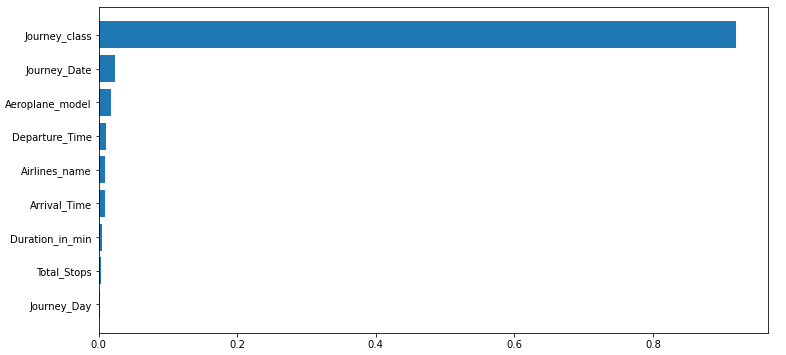 Journey_class
Journey_Date
Aeroplane_model
Departure_Time
Airlines_name
Arrival_Time
Duration_in_min
Total_Stops
Journey_Day
0.0 0.2 0.4 0.6 0.8